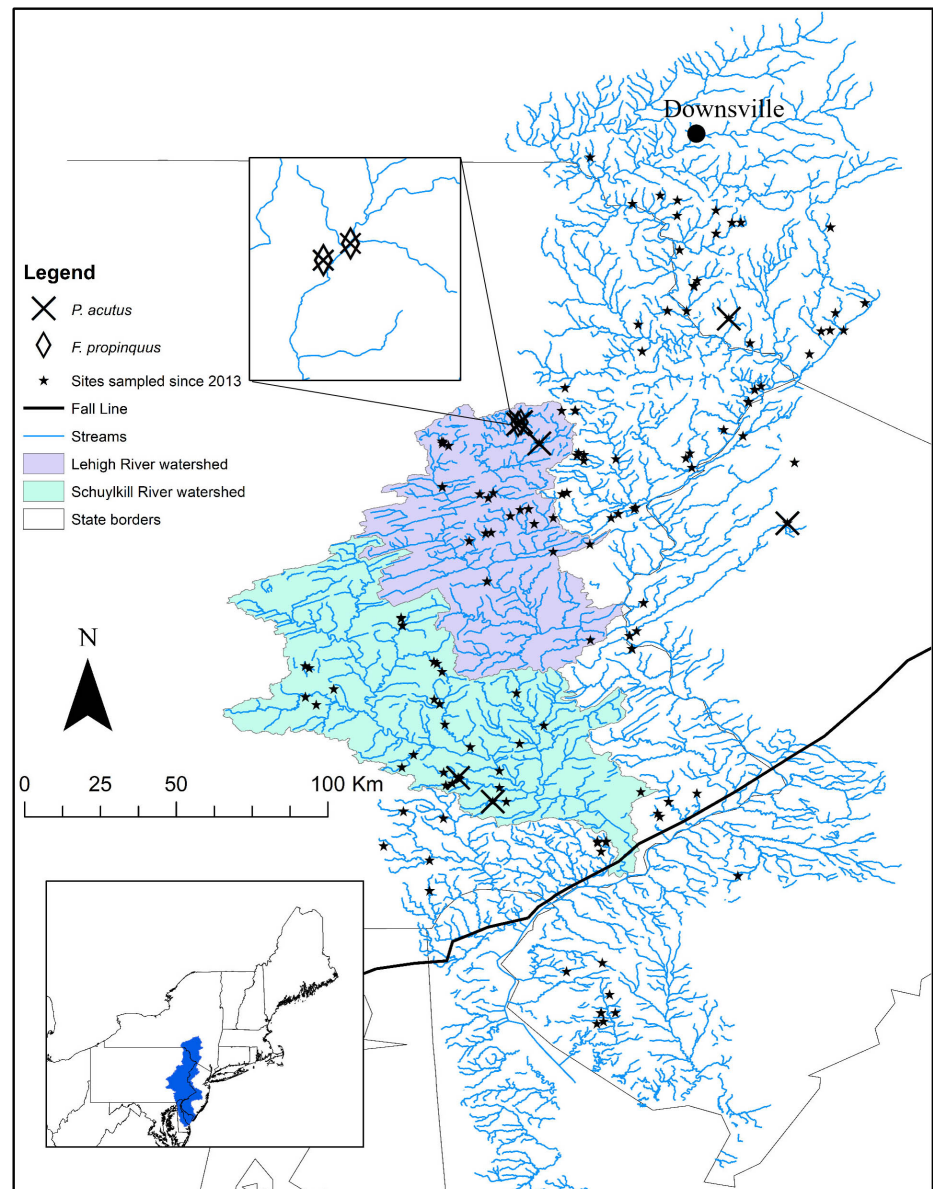 Downsville
Legend
P. acutus
F. propinquus
Sites sampled since 2013
Fall Line
Streams
Lehigh River watershed
Schuylkill River watershed
State borders
N
0 25 50 100 Km